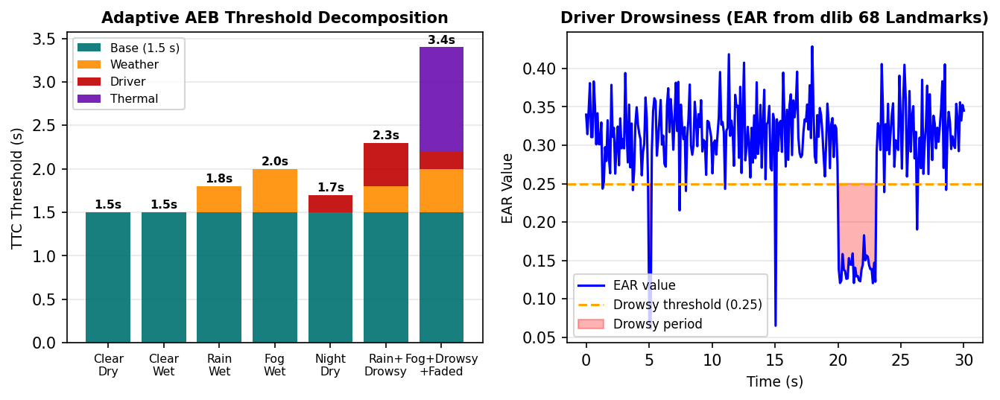 Adaptive AEB Threshold Decomposition
TTC Threshold (s)
3.5
3.0
2.5
2.0
1.5
1.0
0.5
0.0
Base (1.5 s)
Weather
Driver
Thermal
1.5s
1.5s
1.8s
2.0s
1.7s
2.3s
3.4s
Clear
Dry
Clear
Wet
Rain
Wet
Fog
Wet
Night
Dry
Rain+
Drowsy
Fog+Drowsy
+Faded
Driver Drowsiness (EAR from dlib 68 Landmarks)
EAR Value
0.40
0.35
0.30
0.25
0.20
0.15
0.10
0.05
EAR value
Drowsy threshold (0.25)
Drowsy period
0
5
10
15
20
25
30
Time (s)